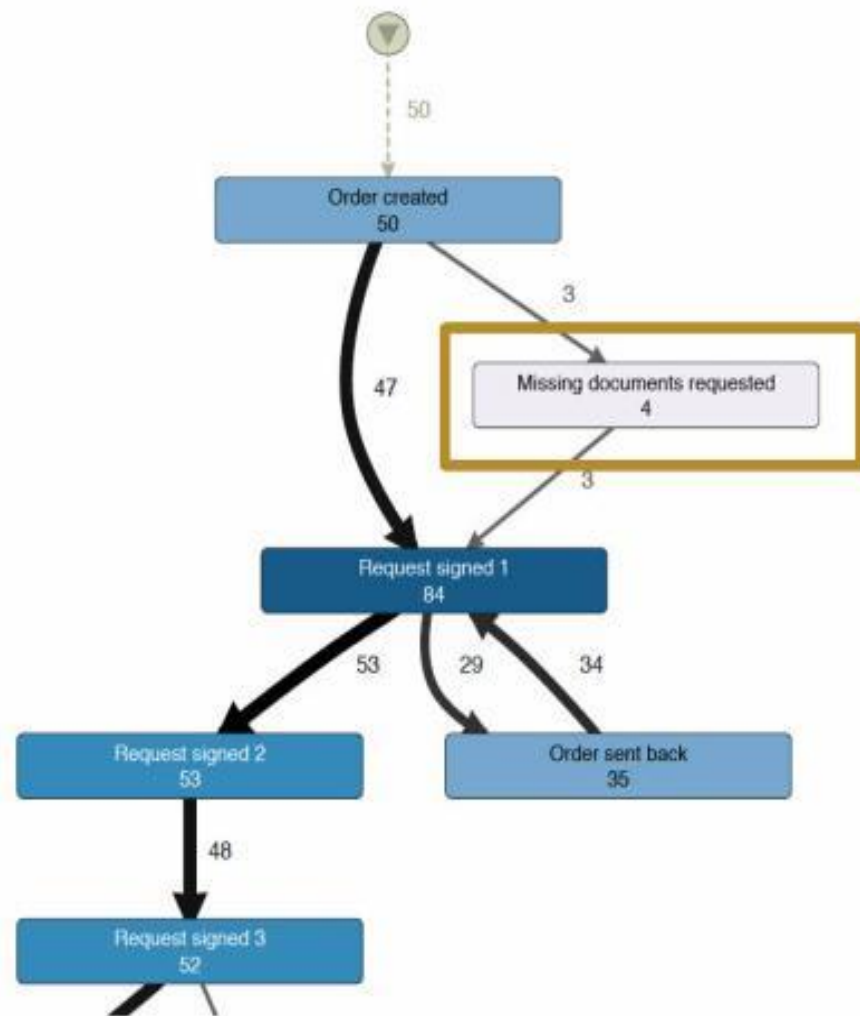 50
Order created
50
3
47
Missing documents requested
4
3
Request signed 1
84
53
29
34
Request signed 2
53
Order sent back
35
48
Request signed 3
52